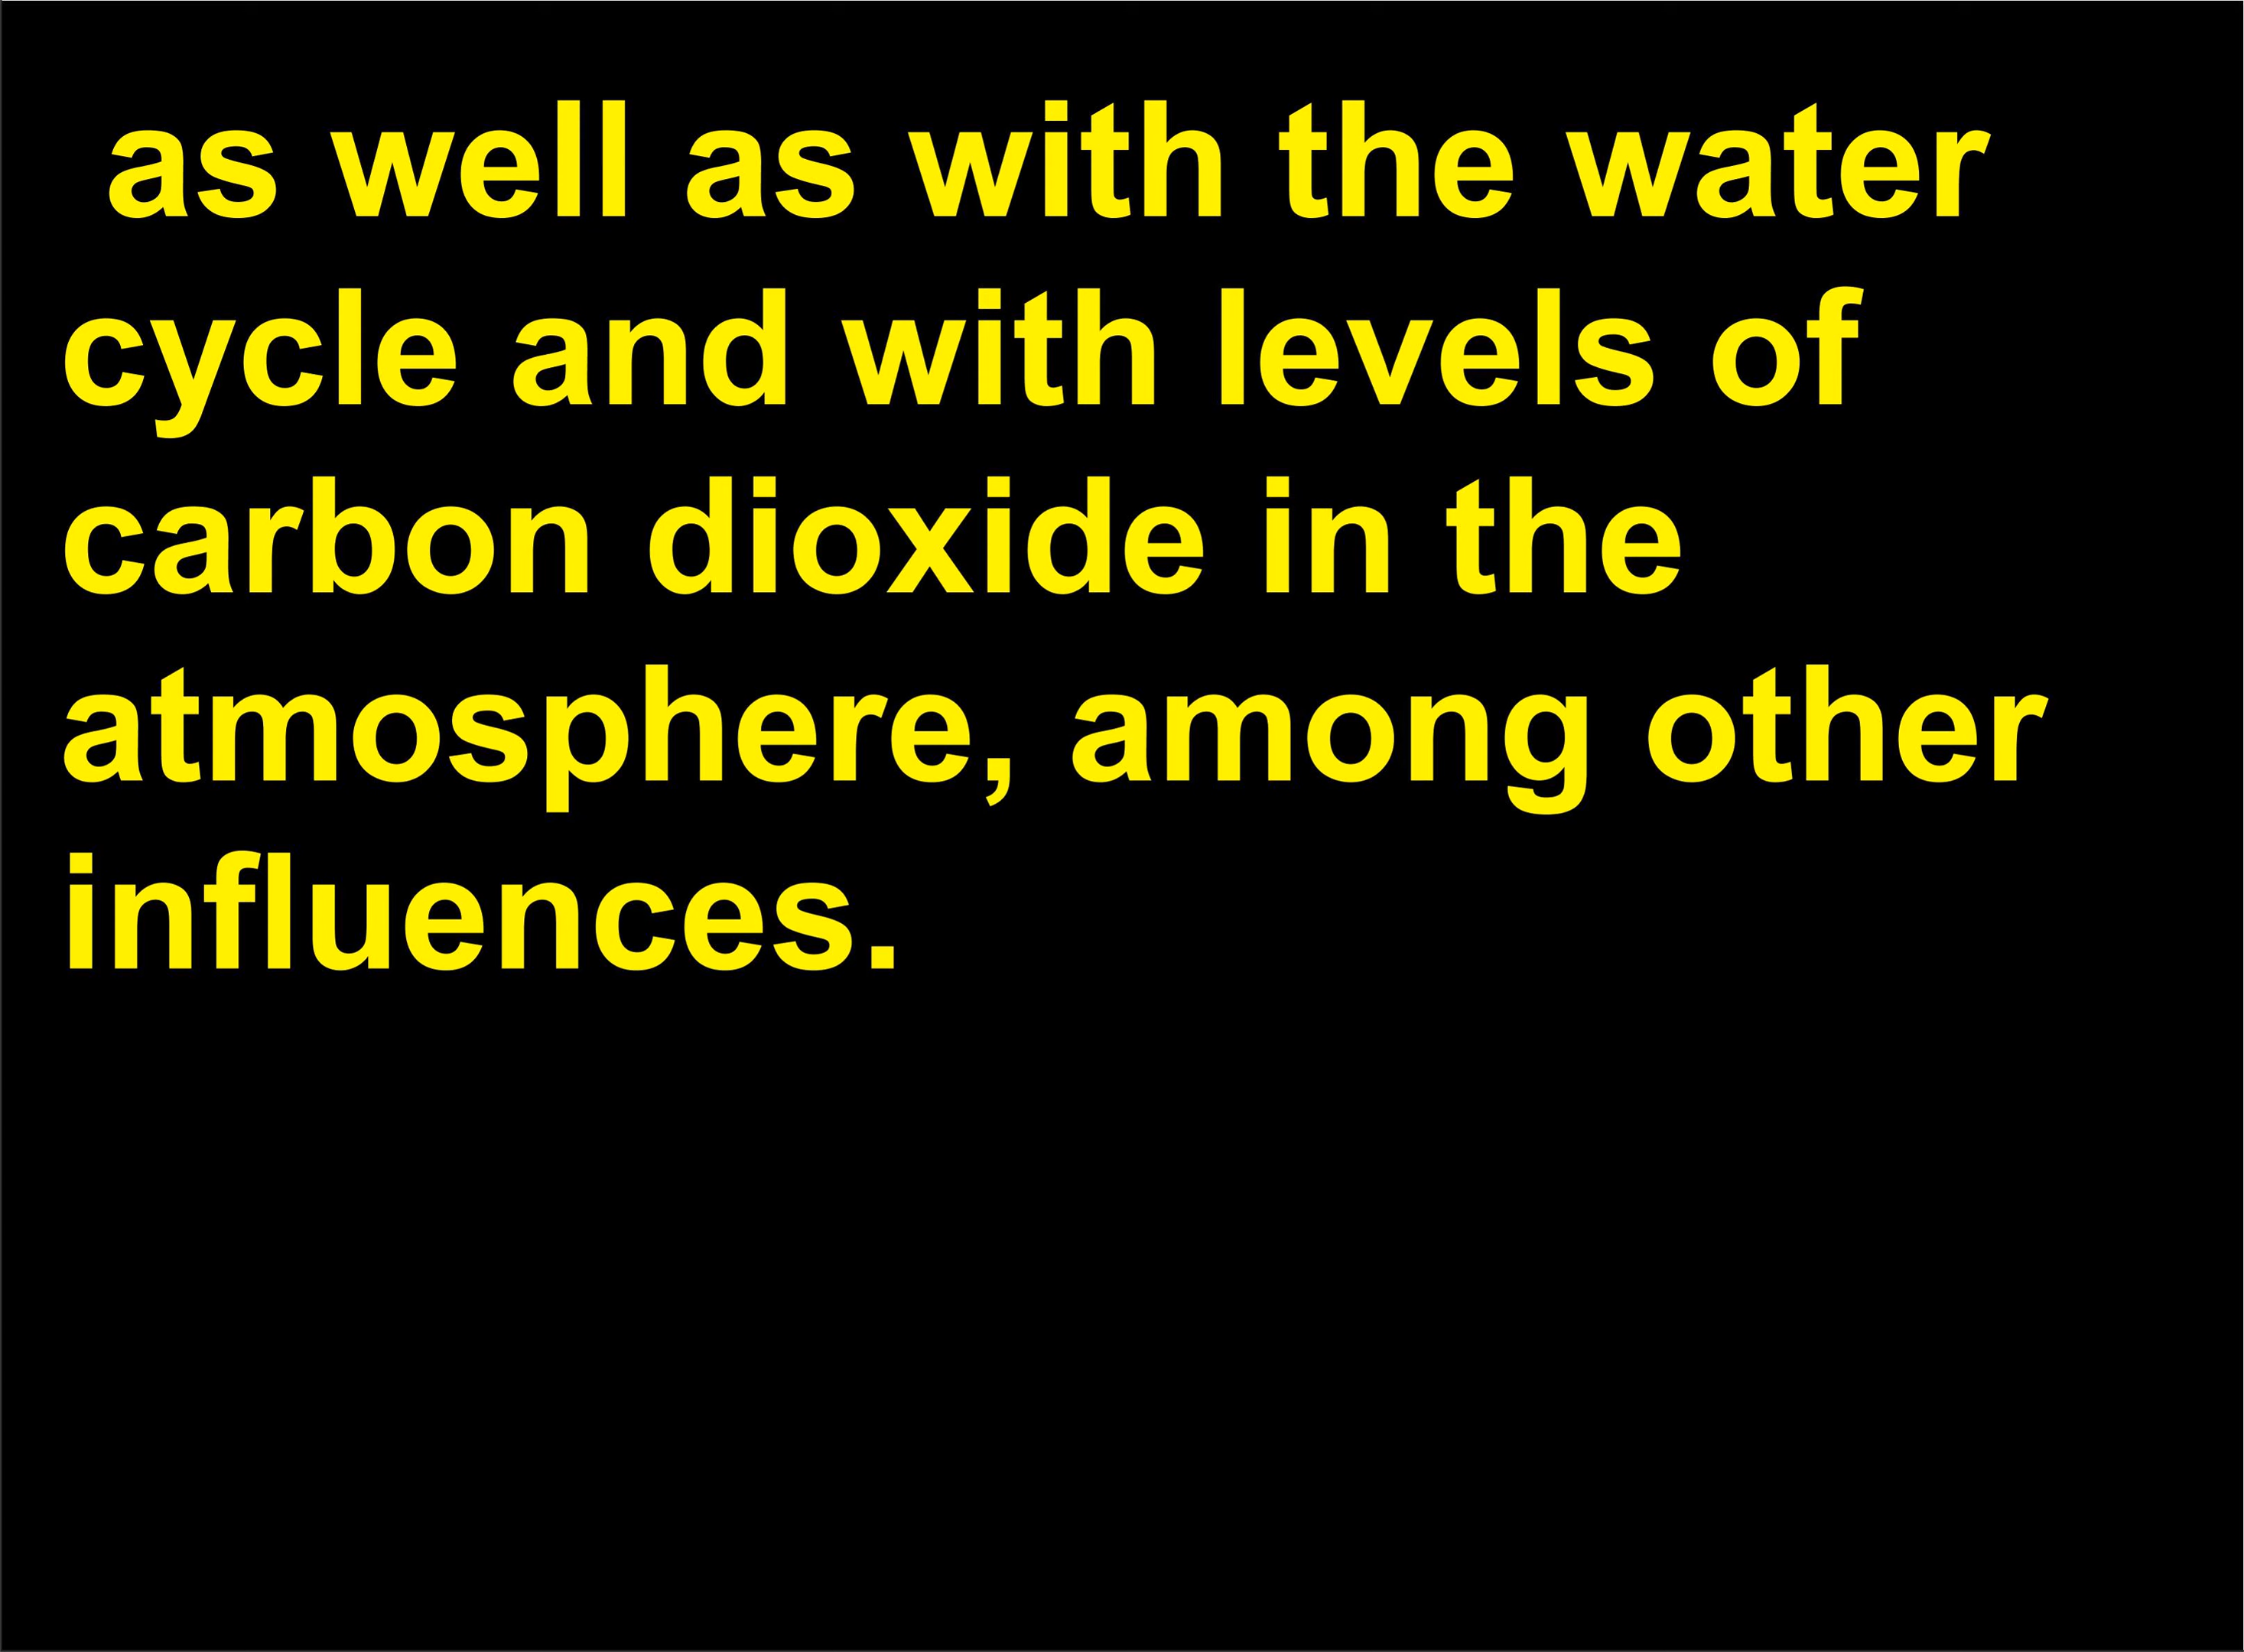 as well as with the water
cycle and with levels of
carbon dioxide in the
atmosphere, among other
influences.